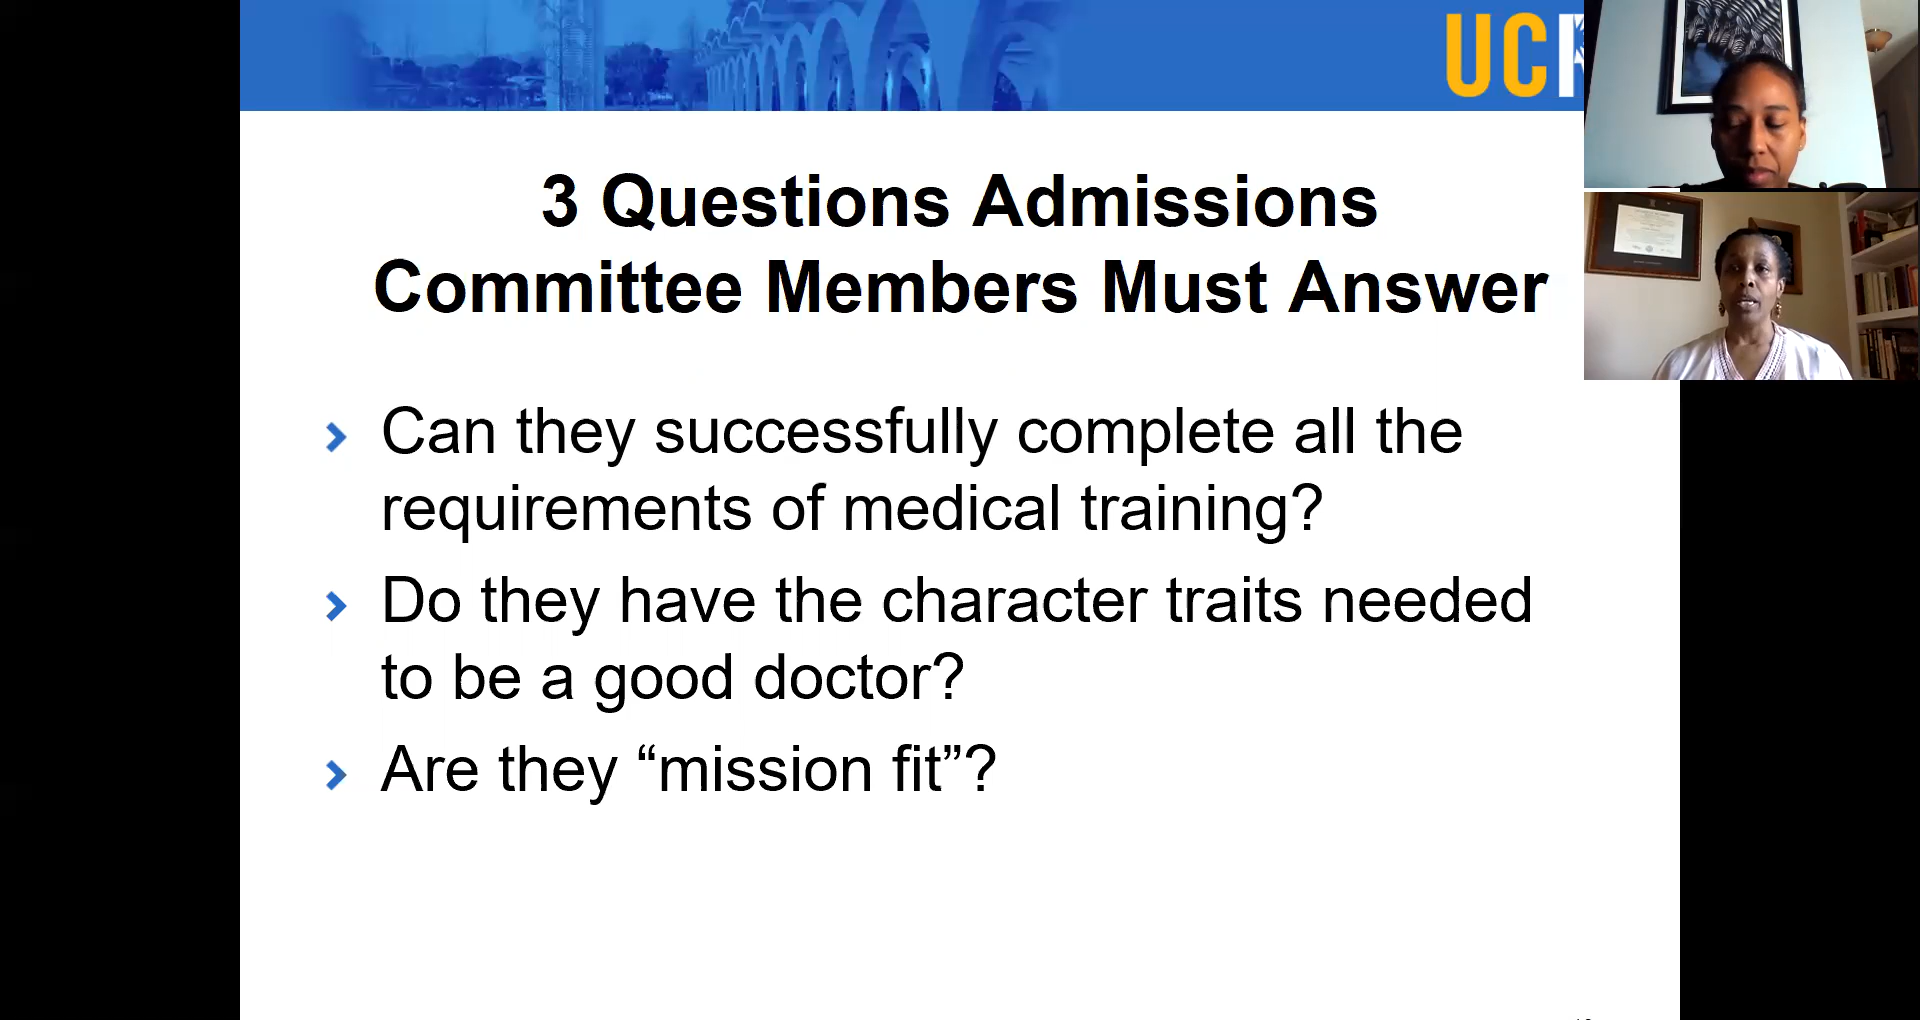 UC
3 Questions Admissions
Committee Members Must Answer
Can they successfully complete all the
requirements of medical training?
Do they have the character traits needed
to be a good doctor?
Are they “mission fit”?